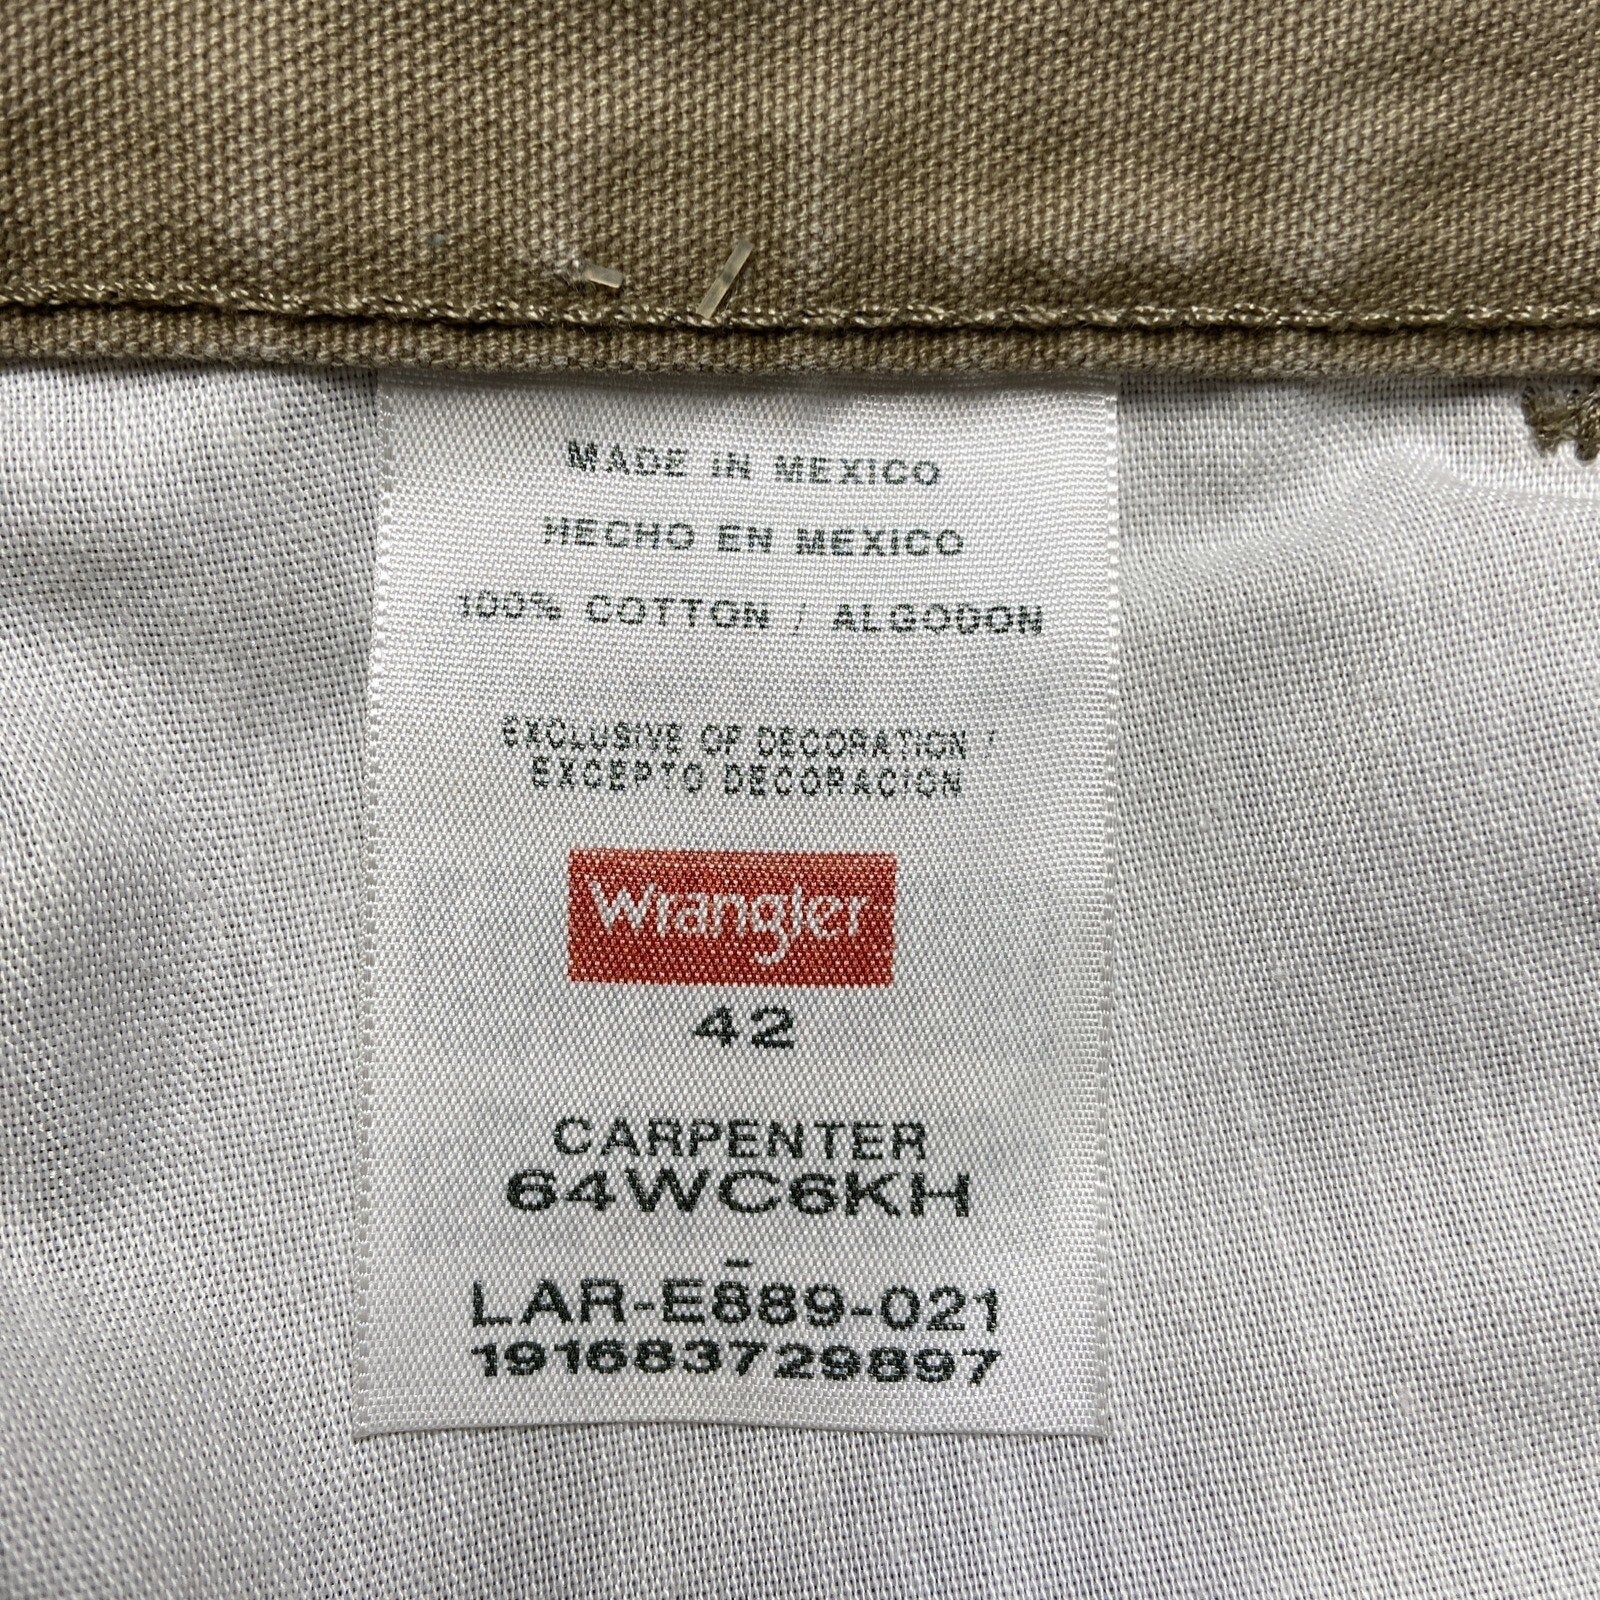 MADE IN MEXICO
HECHO EN MEXICO
100% COTTON / ALGODON
EXCLUSIVE OF DECORATION /
EXCEPTO DECORACION
Wrangler
42
CARPENTER
64WC6KH
LAR-E889-021
191683729897